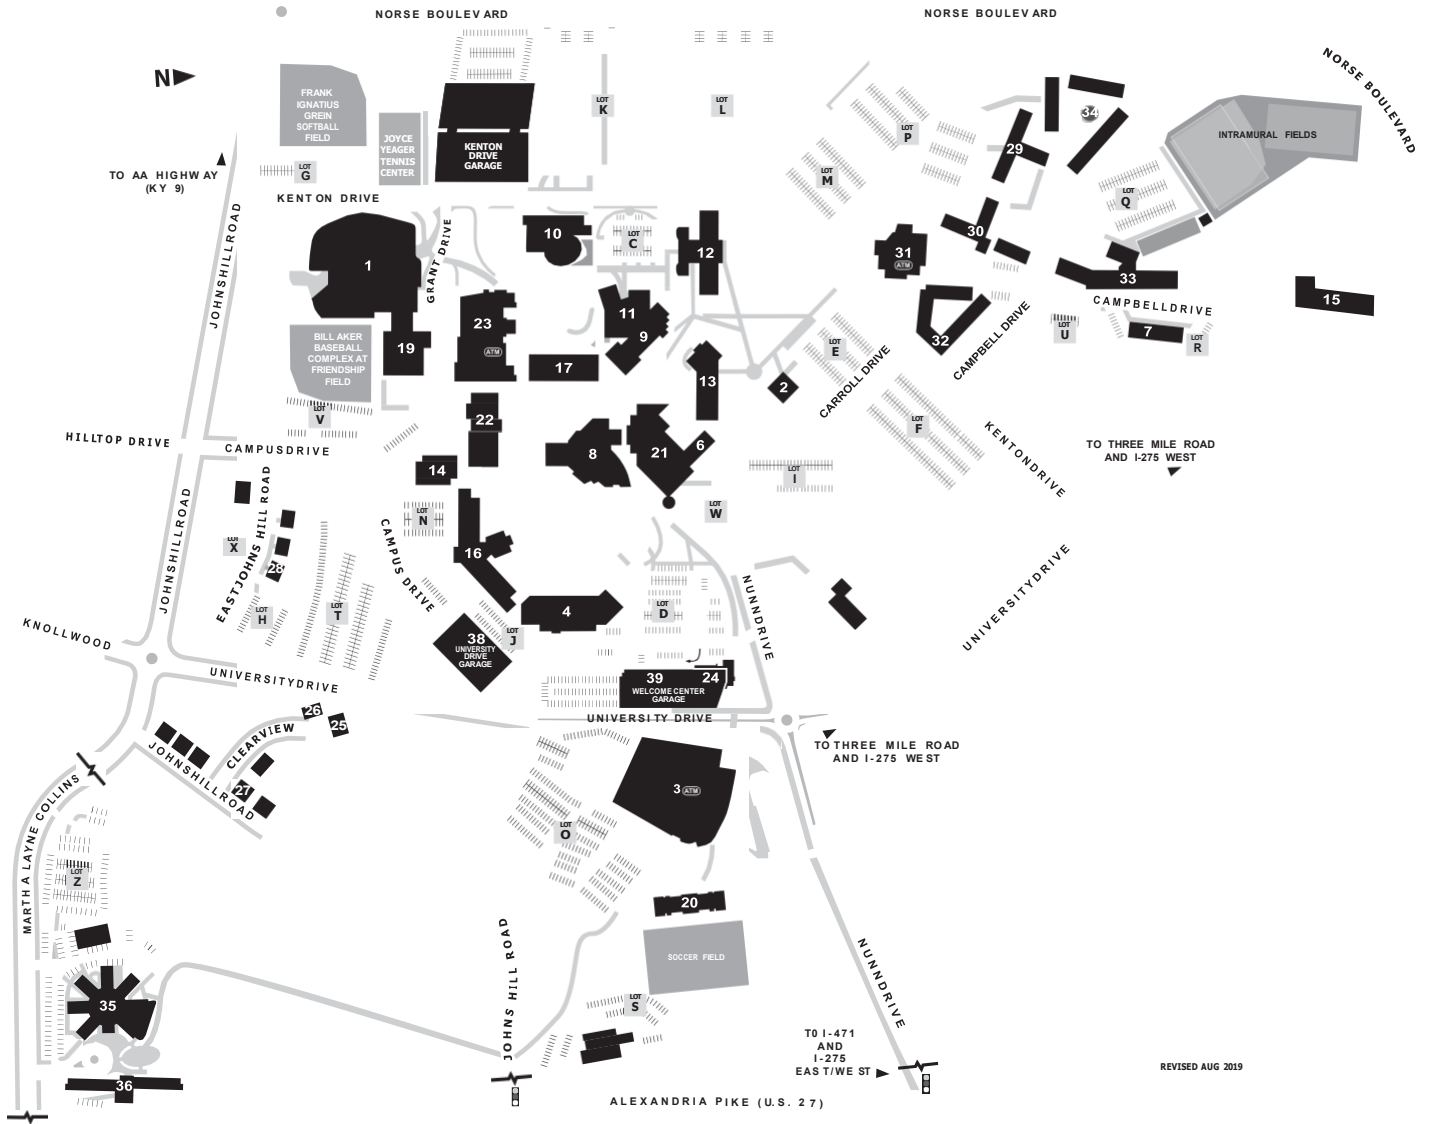 NORSE BOULEVARD
NORSE BOULEVARD
NORSE BOULEVARD
N
FRANK
IGNATIUS
GREIN
SOFTBALL
FIELD
JOYCE
YEAGER
TENNIS
CENTER
KENTON
DRIVE
GARAGE
LOT
K
LOT
L
LOT
P
LOT
M
34
29
INTRAMURAL FIELDS
TO AA HIGHWAY
(KY 9)
LOT
G
KENTON DRIVE
LOT
Q
JOHNS HILL ROAD
1
GRANT DRIVE
10
LOT
C
12
31
ATM
30
33
15
CAMPBELL DRIVE
7
LOT
U
LOT
R
23
ATM
11
9
19
17
13
2
LOT
E
CARROLL DRIVE
32
CAMPBELL DRIVE
BILL AKER
BASEBALL
COMPLEX AT
FRIENDSHIP
FIELD
LOT
V
HILLTOP DRIVE
CAMPUS DRIVE
22
14
8
21
6
LOT
I
LOT
F
KENTON DRIVE
TO THREE MILE ROAD
AND I-275 WEST
JOHNS HILL ROAD
EAST JOHNS HILL ROAD
LOT
X
28
LOT
H
LOT
T
LOT
N
CAMPUS DRIVE
16
LOT
W
4
LOT
D
NUNN DRIVE
UNIVERSITY DRIVE
KNOLLWOOD
38
UNIVERSITY
DRIVE
GARAGE
LOT
J
39
24
WELCOME CENTER
GARAGE
UNIVERSITY DRIVE
UNIVERSITY DRIVE
26
25
CLEARVIEW
JOHNS HILL ROAD
27
TO THREE MILE ROAD
AND I-275 WEST
3
ATM
LOT
O
MARTHA LAYNE COLLINS
LOT
Z
20
SOCCER FIELD
NUNN DRIVE
JOHNS HILL ROAD
LOT
S
35
36
T0 I-471
AND
I-275
EAST/WEST
ALEXANDRIA PIKE (U.S. 27)
REVISED AUG 2019